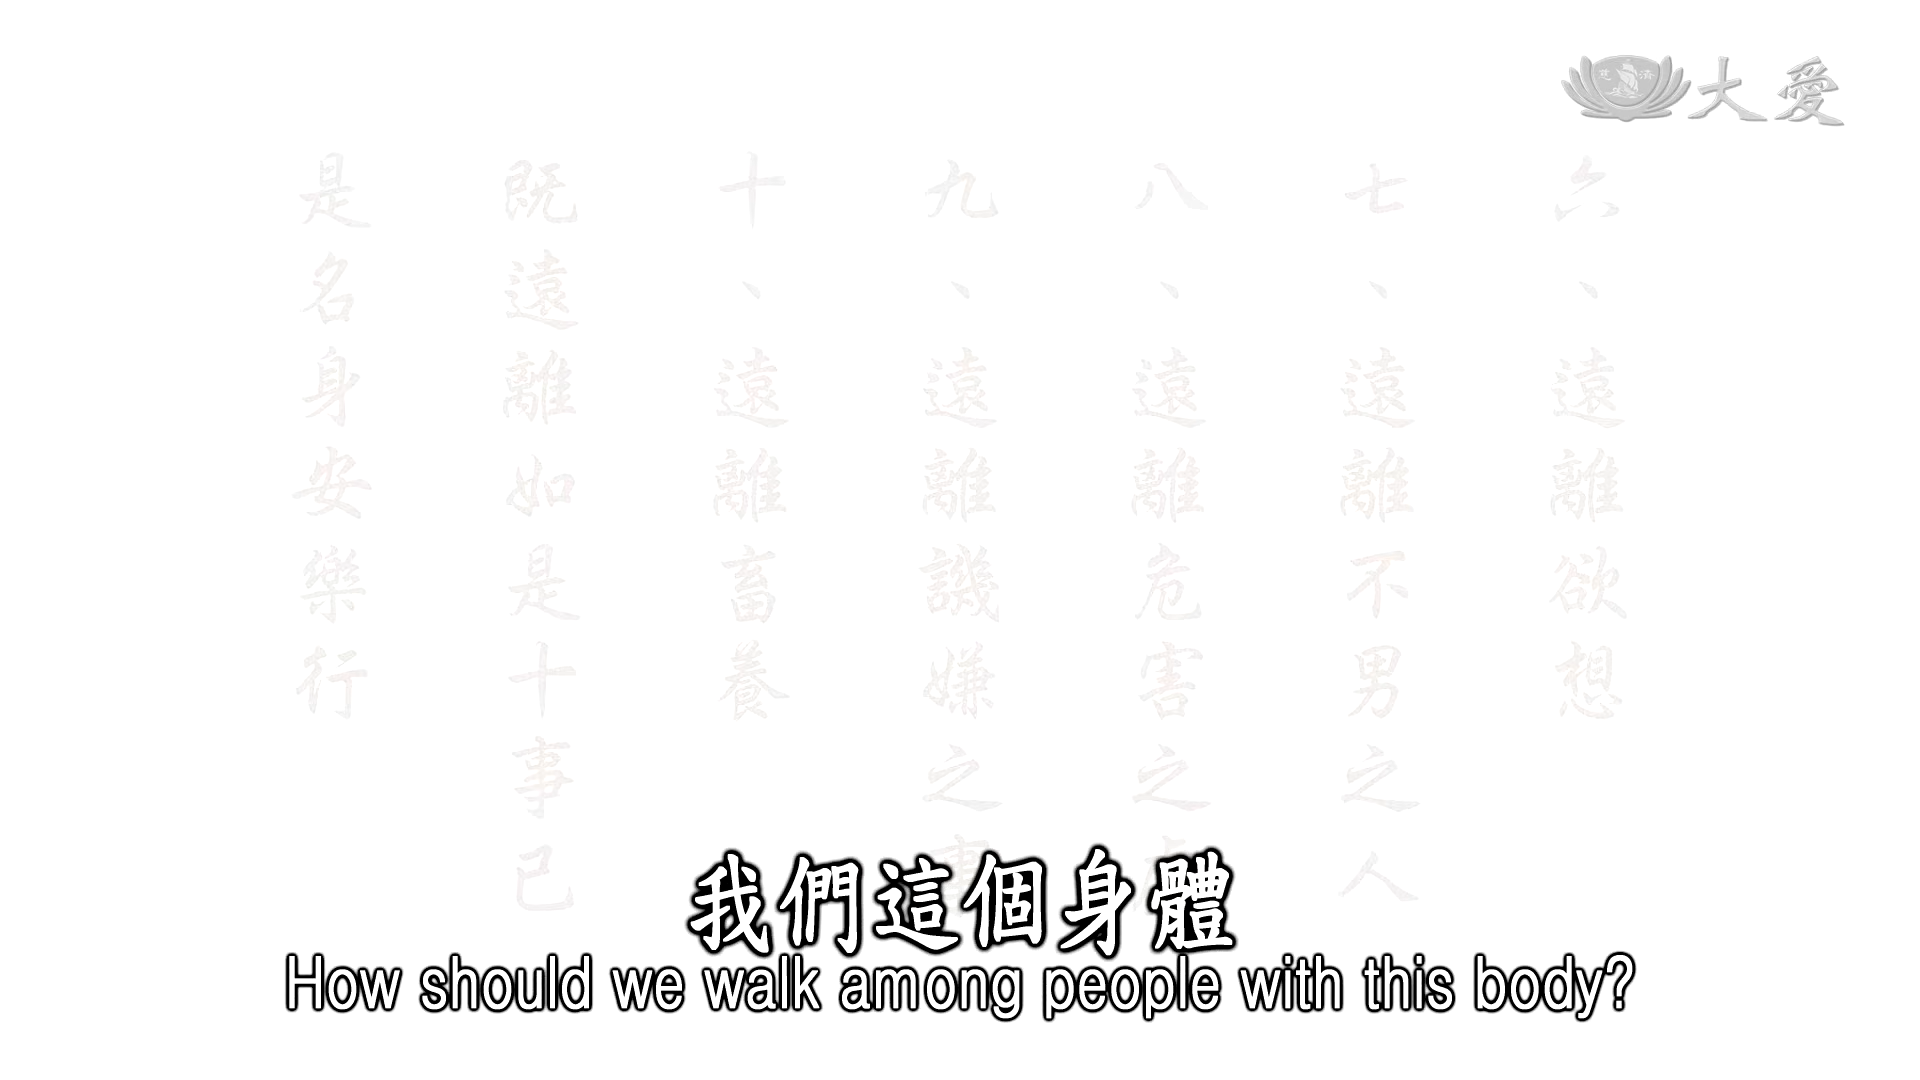 大愛
六、遠離欲想
七、遠離不男之人
八、遠離危害之處
九、遠離譏嫌之事
十、遠離畜養
既遠離如是十事已
是名身安樂行
我們這個身體
How should we walk among people with this body?